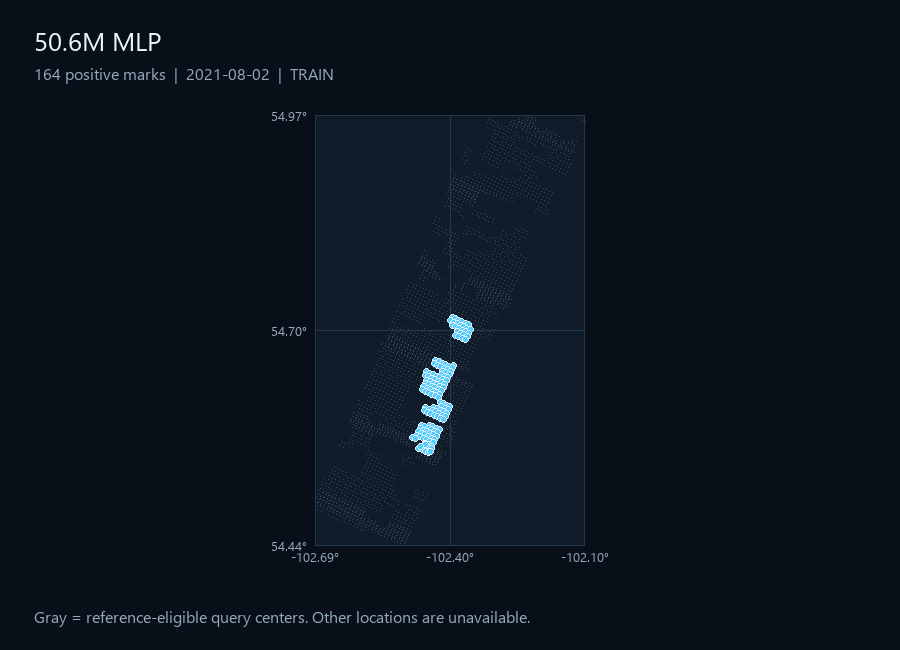 50.6M MLP
164 positive marks | 2021-08-02 | TRAIN
54.97°
54.70°
54.44°
-102.69°
-102.40°
-102.10°
Gray = reference-eligible query centers. Other locations are unavailable.